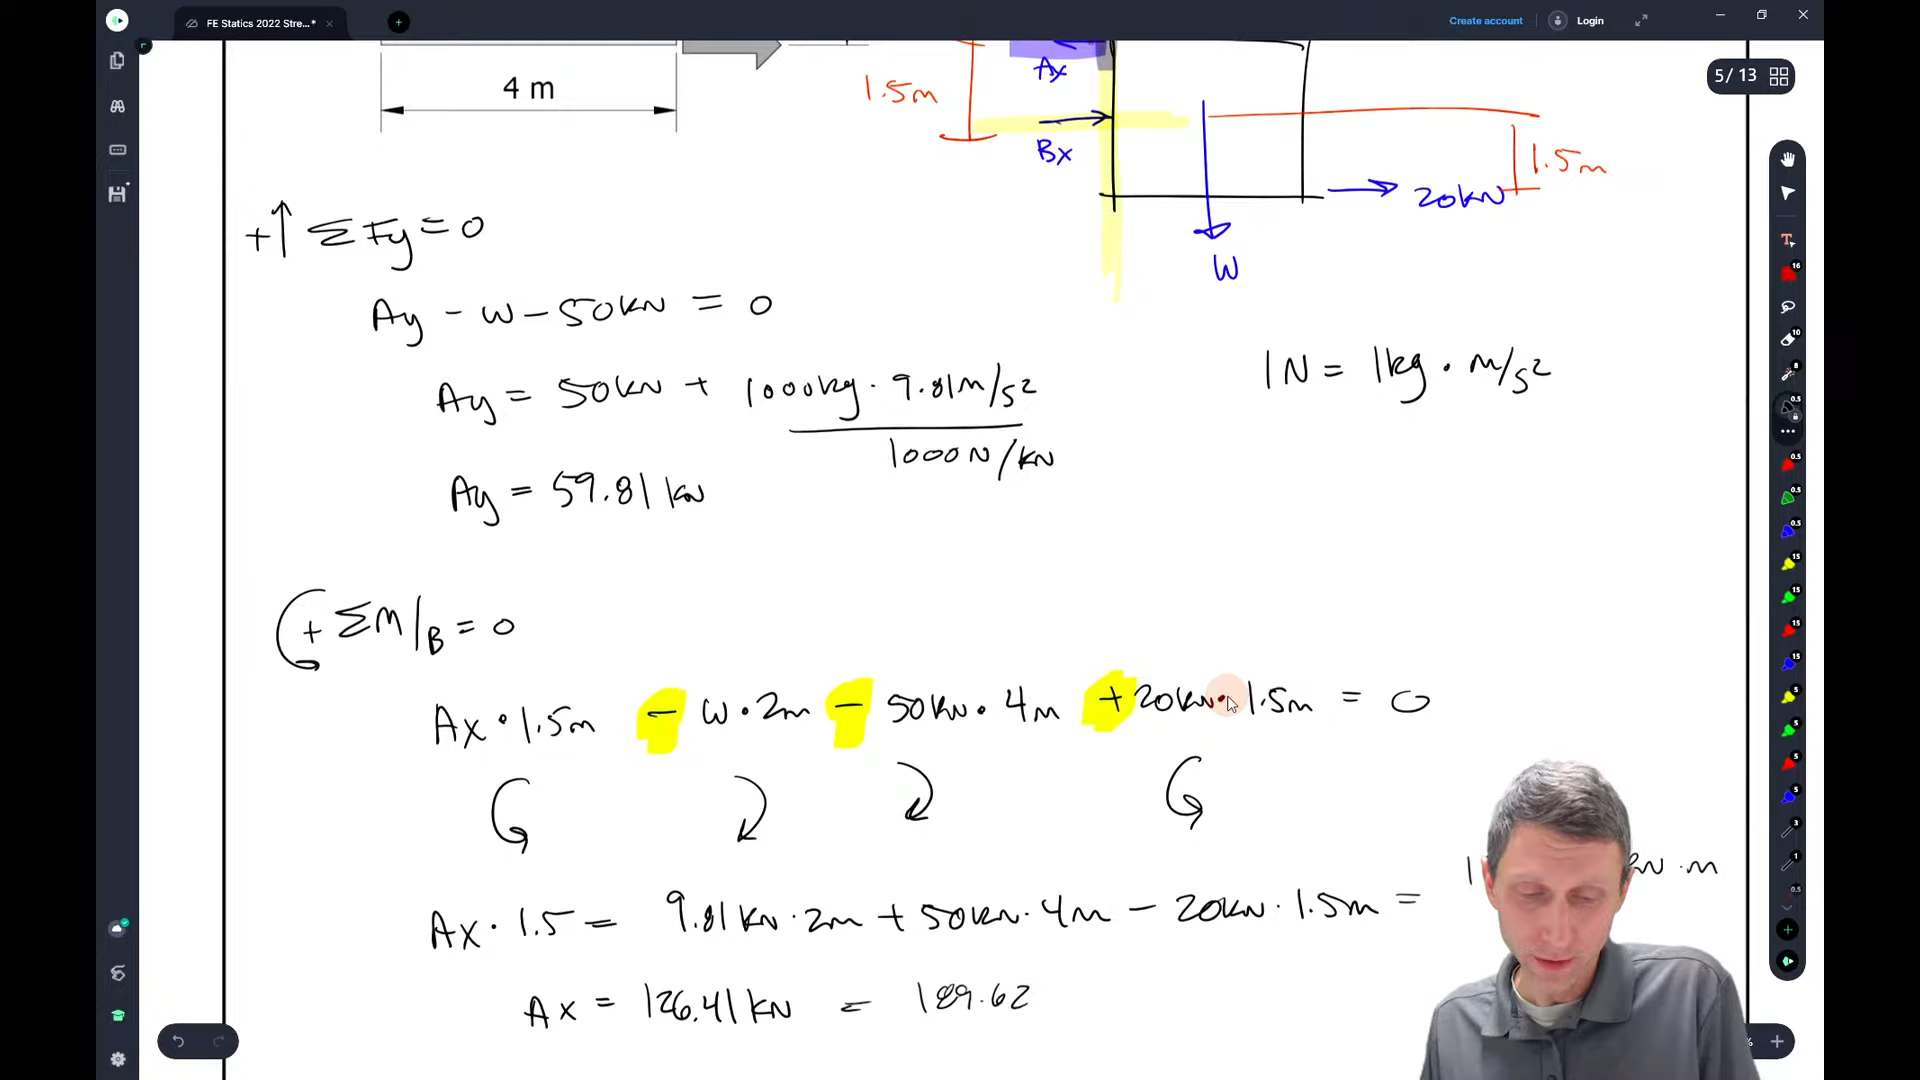 FE Statics 2022 Stre...*
Create account
Login
5 / 13
4 m
1.5m
Ax
Bx
1.5m
20kN
W
+↑ ΣFy = 0
Ay - W - 50kN = 0
Ay = 50kN + 1000kg · 9.81m/s²
1000N/kN
1N = 1kg · m/s²
Ay = 59.81 kN
+ ΣM/B = 0
Ax · 1.5m - W · 2m - 50kN · 4m + 20kN · 1.5m = 0
kN · m
Ax · 1.5 = 9.81kN · 2m + 50kN · 4m - 20kN · 1.5m =
Ax = 126.41 kN = 189.62